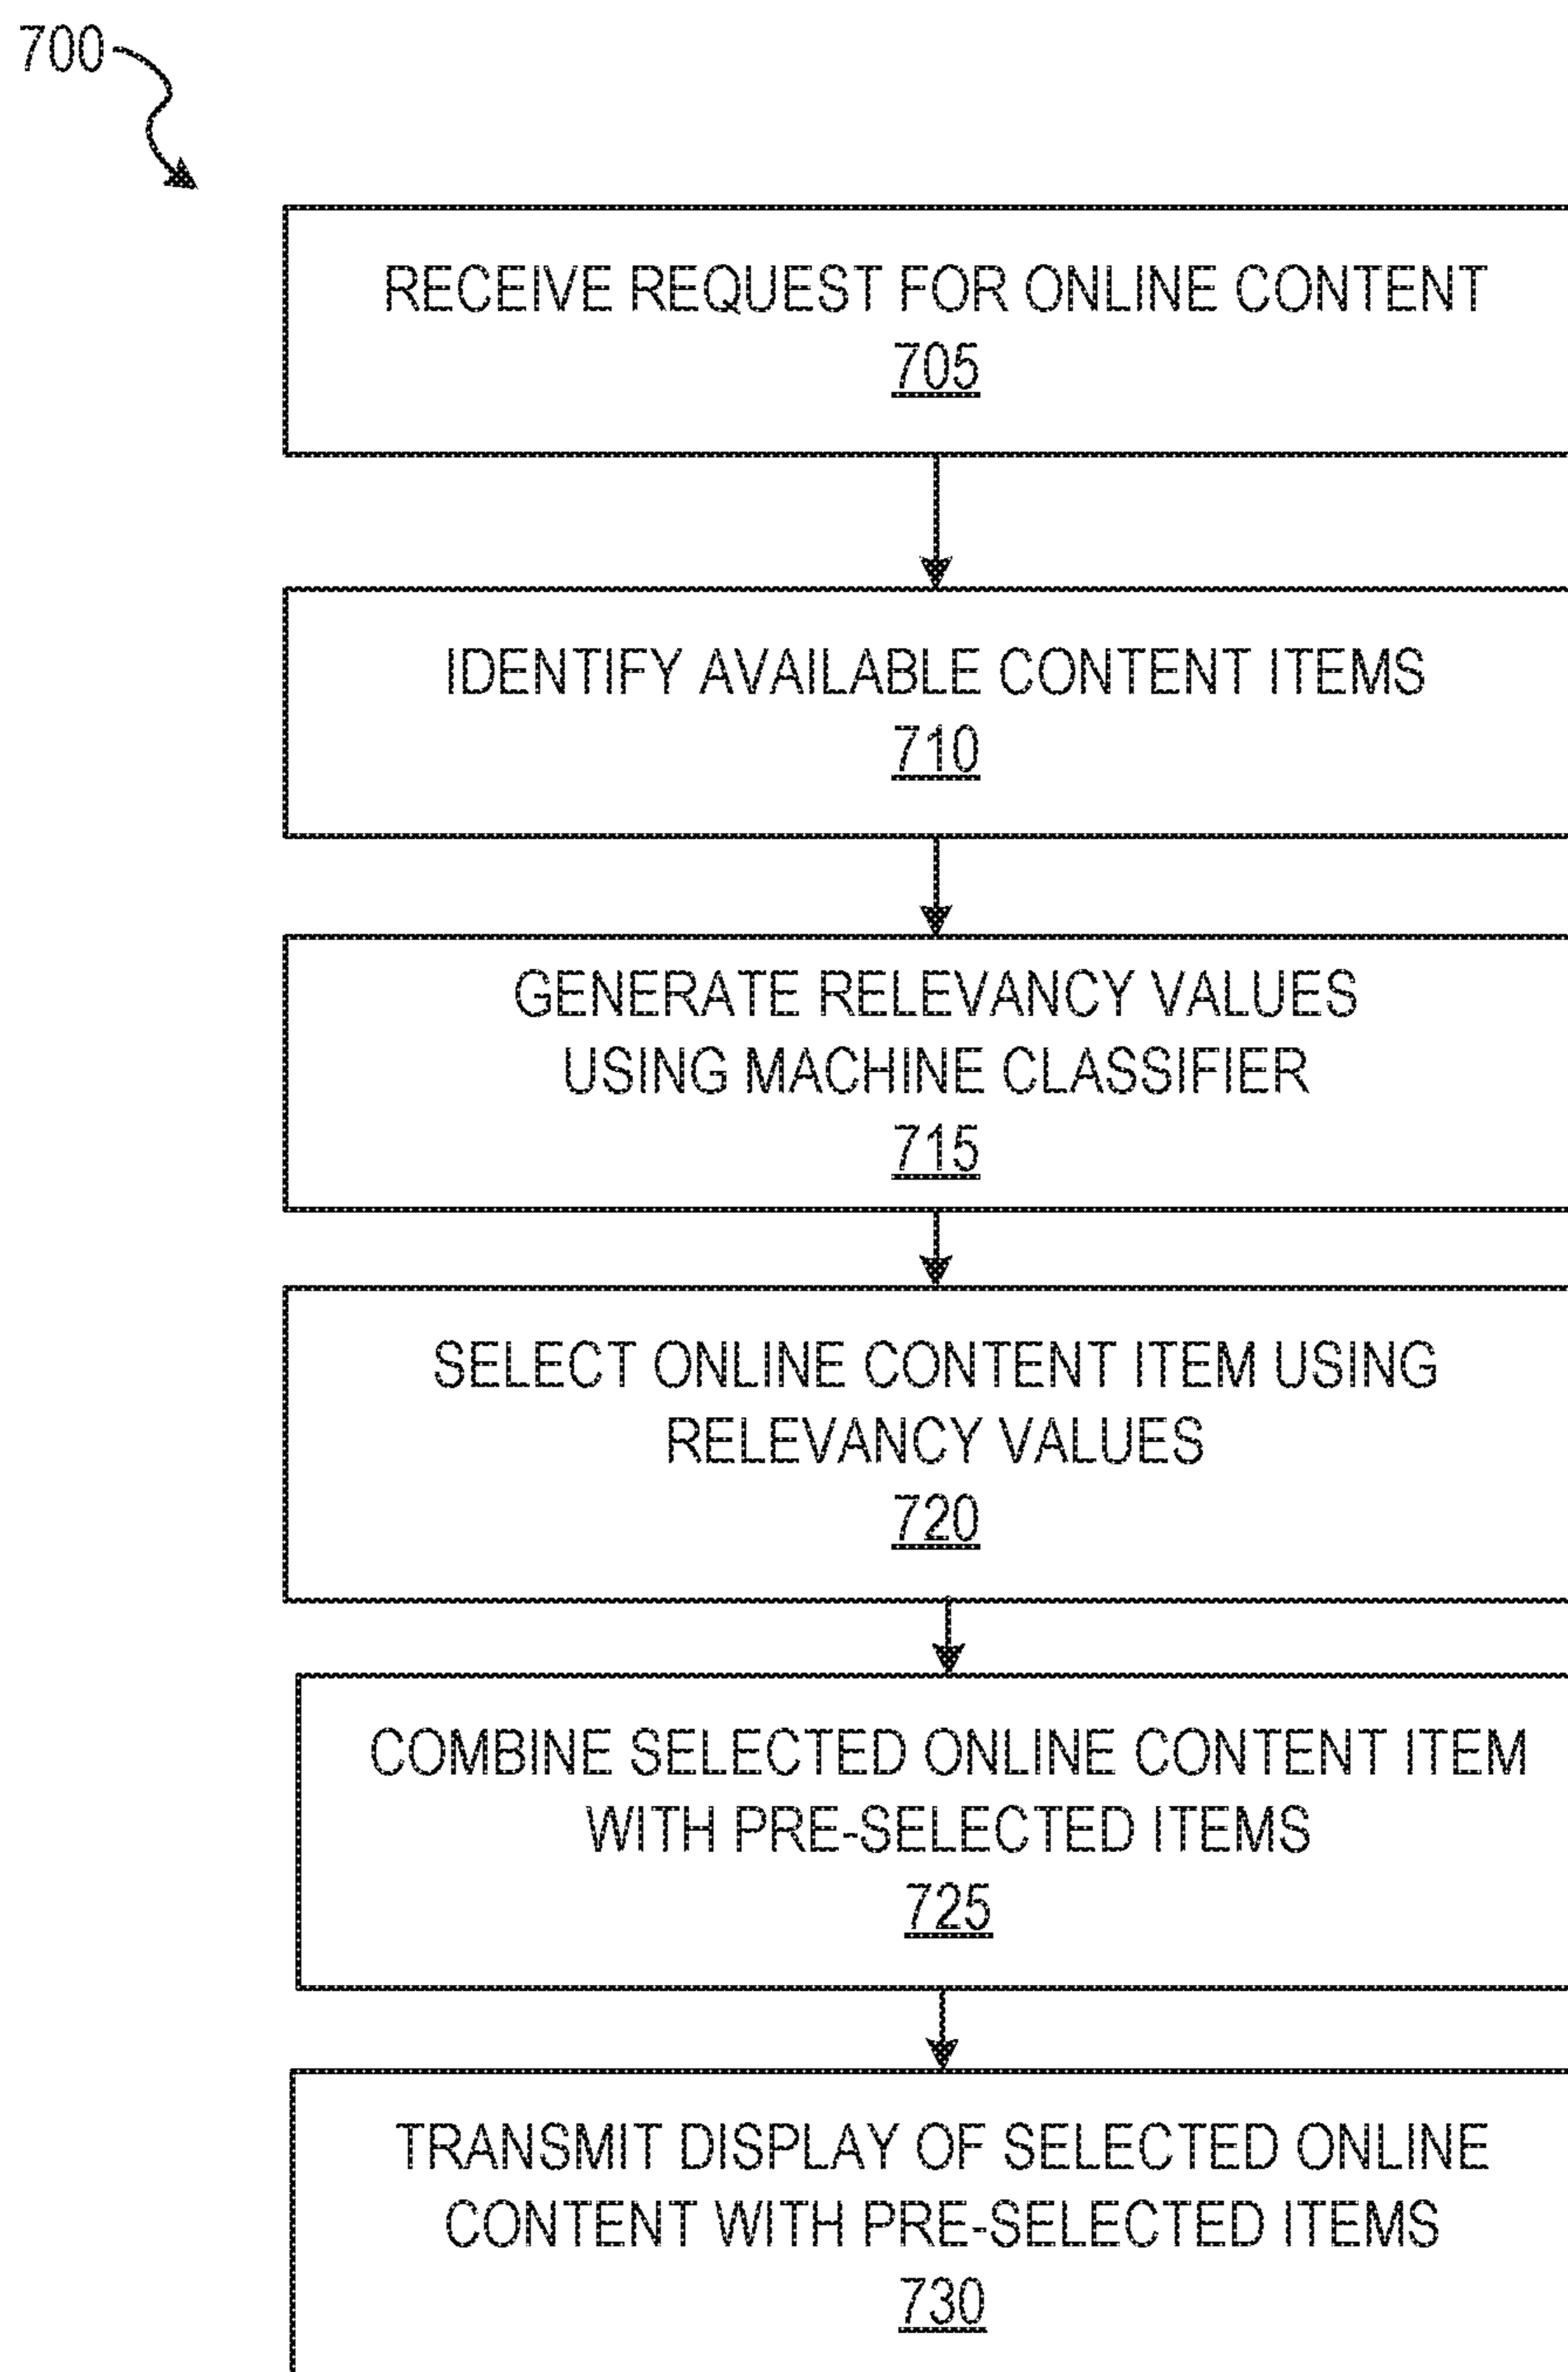 700
RECEIVE REQUEST FOR ONLINE CONTENT
705
IDENTIFY AVAILABLE CONTENT ITEMS
710
GENERATE RELEVANCY VALUES
USING MACHINE CLASSIFIER
715
SELECT ONLINE CONTENT ITEM USING
RELEVANCY VALUES
720
COMBINE SELECTED ONLINE CONTENT ITEM
WITH PRE-SELECTED ITEMS
725
TRANSMIT DISPLAY OF SELECTED ONLINE
CONTENT WITH PRE-SELECTED ITEMS
730